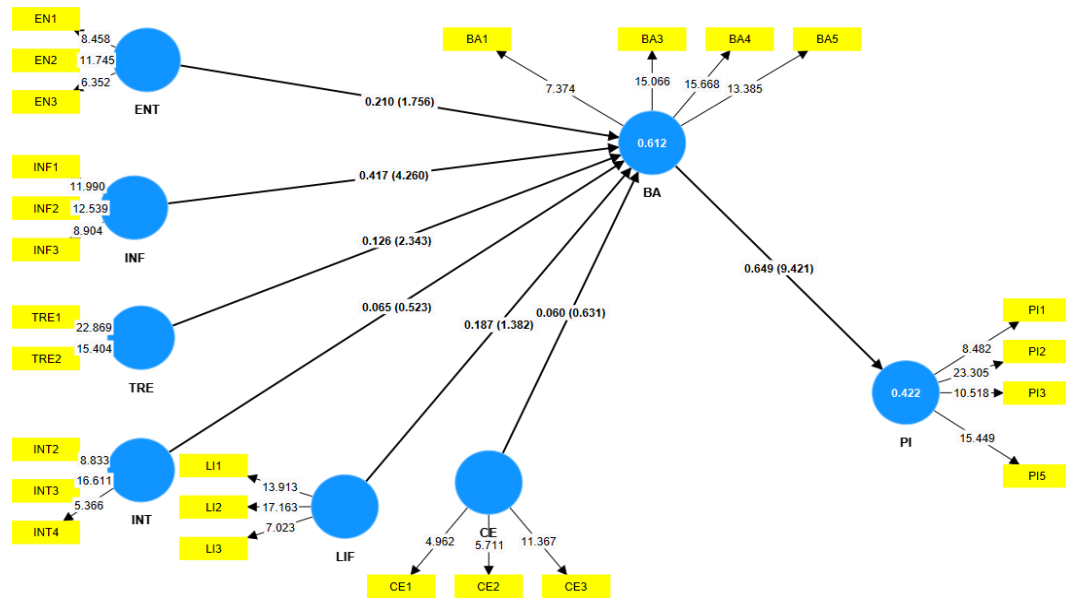 EN1
EN2
EN3
8.458
11.745
6.352
ENT
BA1
BA3
BA4
BA5
7.374
15.066
15.668
13.385
0.612
BA
0.210 (1.756)
INF1
INF2
INF3
11.990
12.539
8.904
INF
0.417 (4.260)
TRE1
TRE2
22.869
15.404
TRE
0.126 (2.343)
INT2
INT3
INT4
8.833
16.611
5.366
INT
0.065 (0.523)
LI1
LI2
LI3
13.913
17.163
7.023
LIF
0.187 (1.382)
CE
4.962
5.711
11.367
CE1
CE2
CE3
0.060 (0.631)
0.649 (9.421)
0.422
PI
8.482
23.305
10.518
15.449
PI1
PI2
PI3
PI5